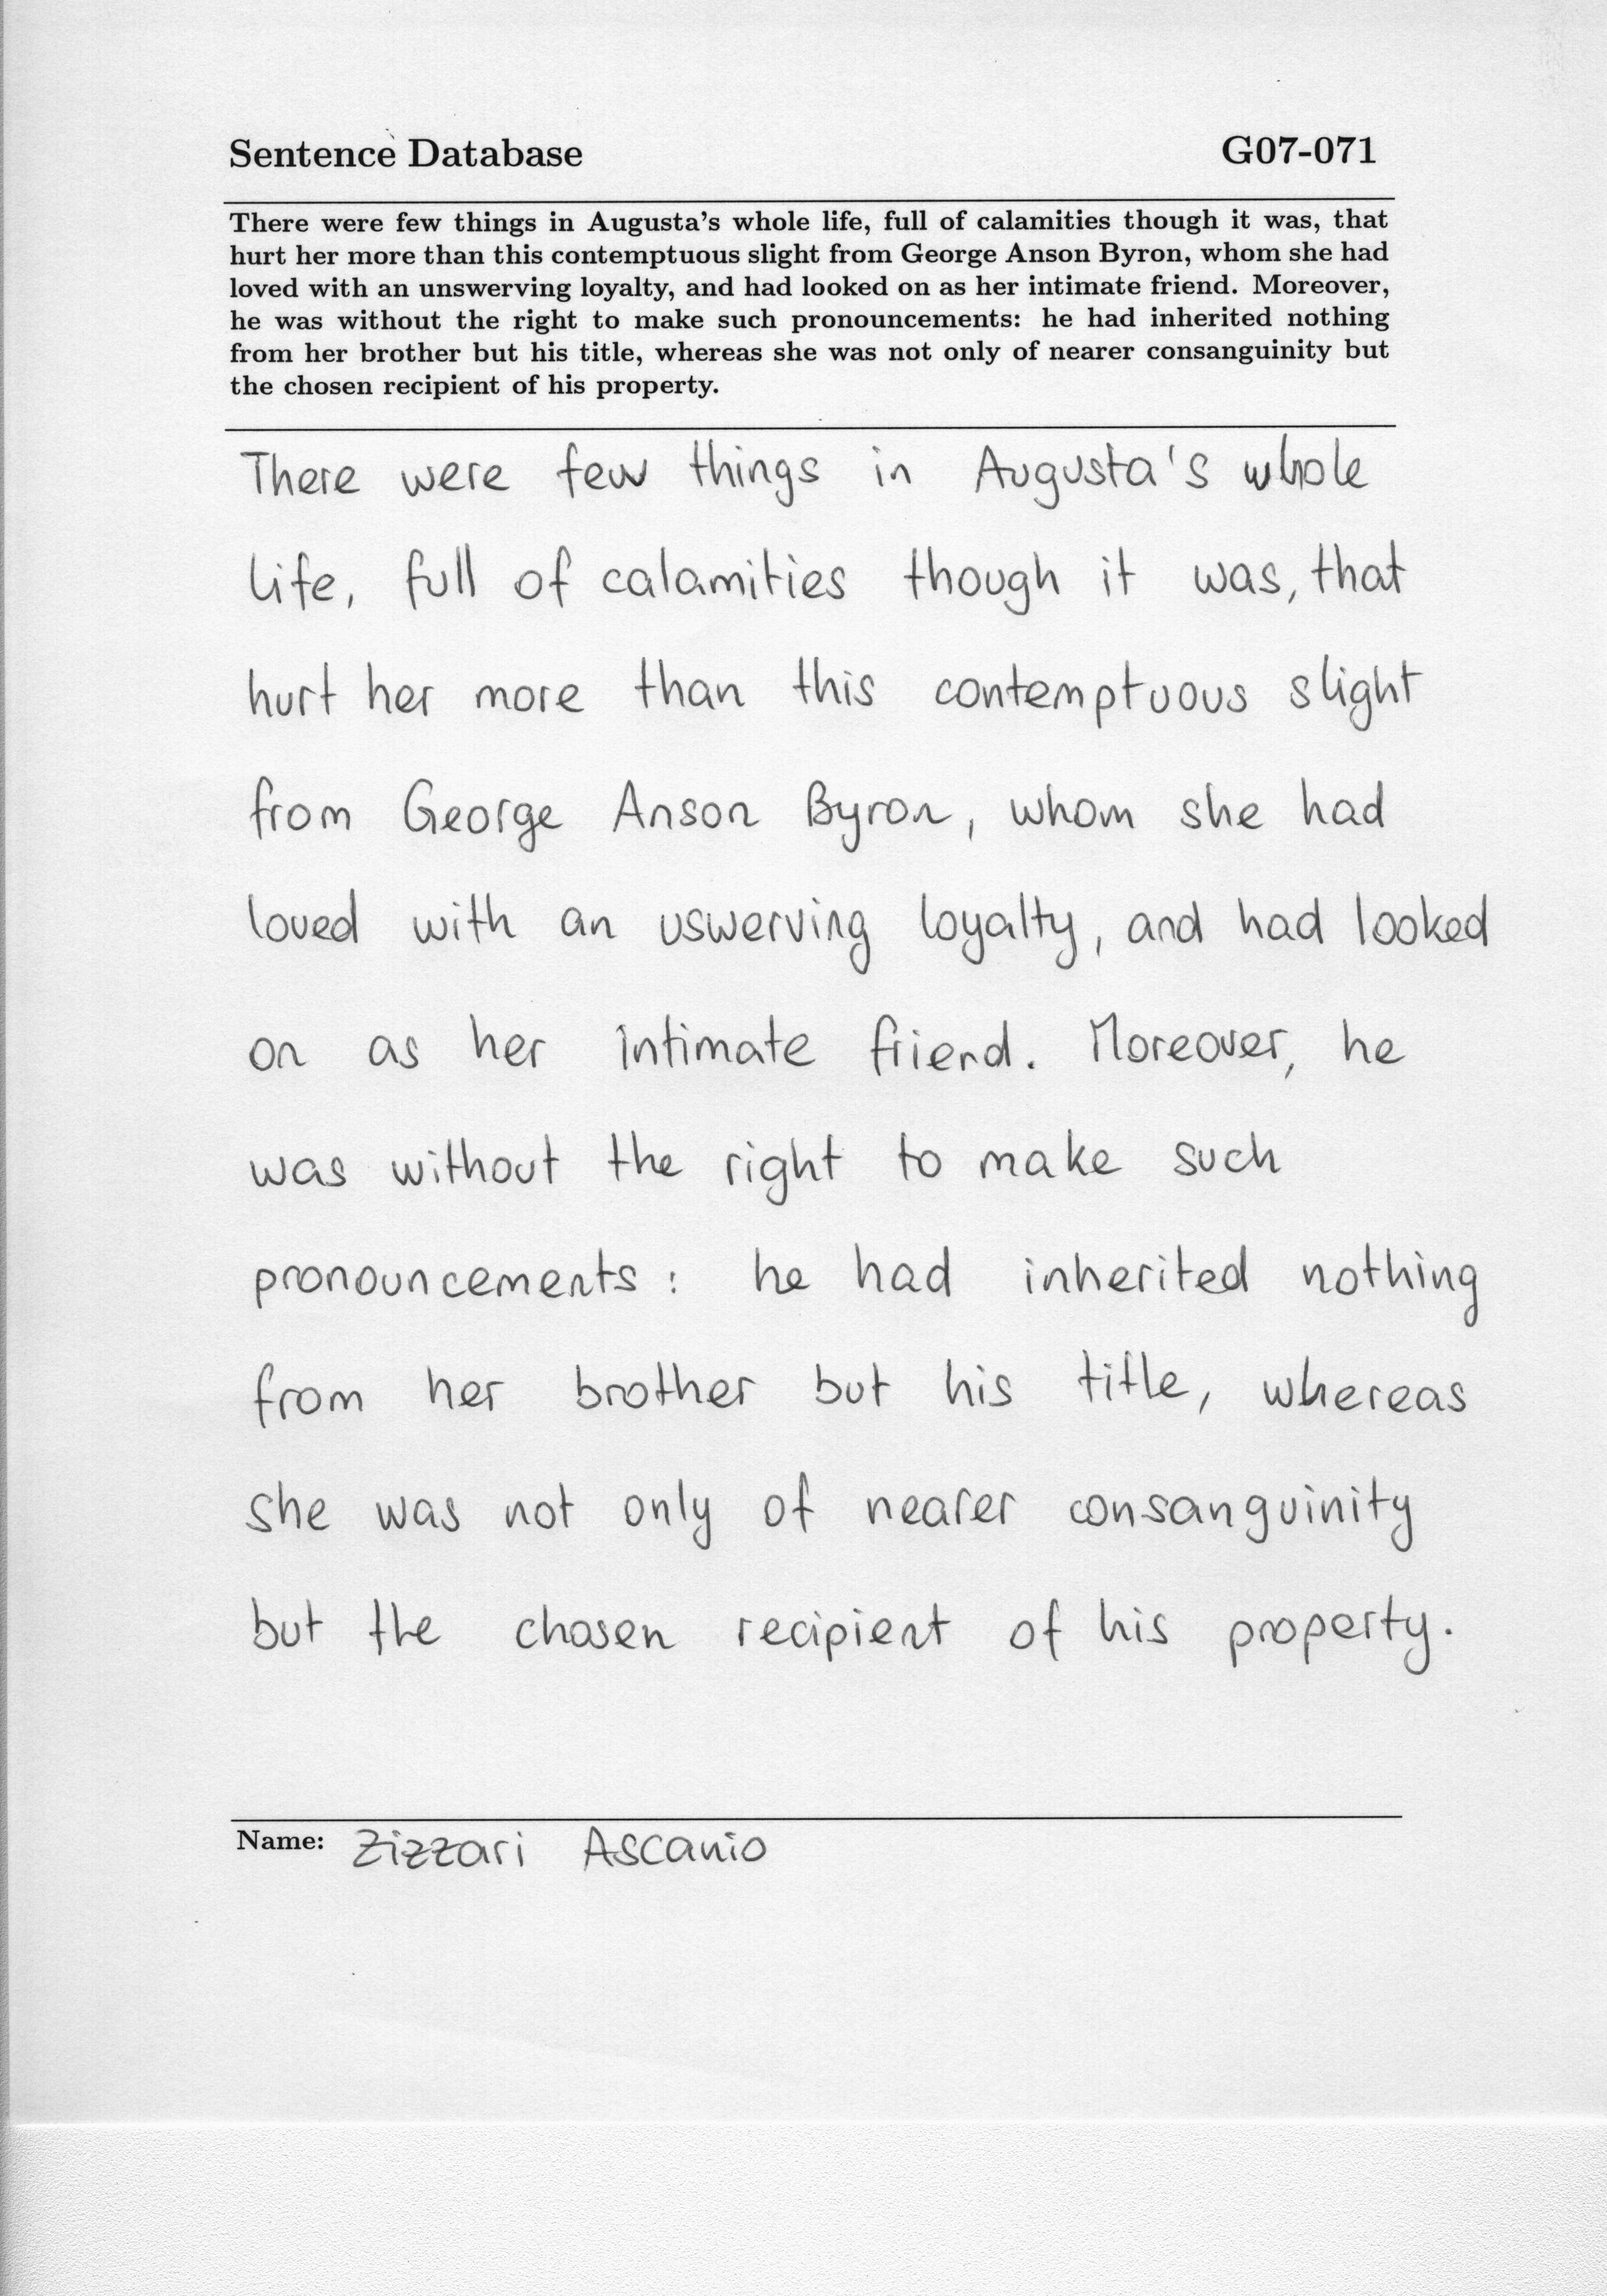 Sentence Database G07-071
There were few things in Augusta's whole life, full of calamities though it was, that
hurt her more than this contemptuous slight from George Anson Byron, whom she had
loved with an unswerving loyalty, and had looked on as her intimate friend. Moreover,
he was without the right to make such pronouncements: he had inherited nothing
from her brother but his title, whereas she was not only of nearer consanguinity but
the chosen recipient of his property.
There were few things in Augusta's whole
life, full of calamities though it was, that
hurt her more than this contemptuous slight
from George Anson Byron, whom she had
loved with an uswerving loyalty, and had looked
on as her intimate friend. Moreover, he
was without the right to make such
pronouncements : he had inherited nothing
from her brother but his title, whereas
she was not only of nearer consanguinity
but the chosen recipient of his property.
Name: Zizzari Ascanio